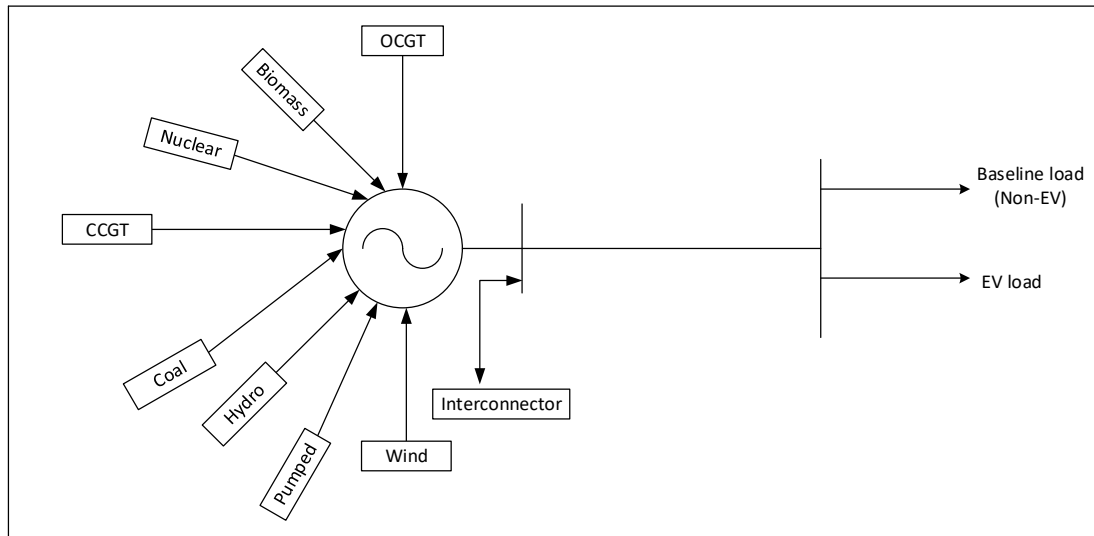 OCGT
Biomass
Nuclear
CCGT
Coal
Hydro
Pumped
Wind
Interconnector
Baseline load
(Non-EV)
EV load